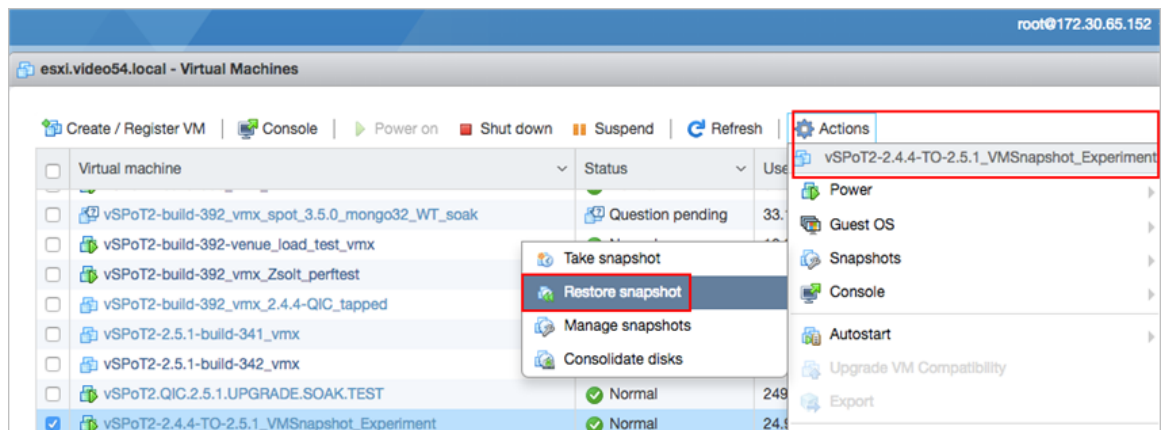 root@172.30.65.152
esxi.video54.local - Virtual Machines
Create / Register VM | Console | Power on Shut down Suspend | Refresh | Actions
Virtual machine Status Use
vSPoT2-2.4.4-TO-2.5.1_VMSnapshot_Experiment
Power
vSPoT2-build-392_vmx_spot_3.5.0_mongo32_WT_soak Question pending 33.
Guest OS
vSPoT2-build-392-venue_load_test_vmx
Take snapshot
Snapshots
vSPoT2-build-392_vmx_Zsolt_perftest
Restore snapshot
Console
vSPoT2-build-392_vmx_2.4.4-QIC_tapped
Manage snapshots
vSPoT2-2.5.1-build-341_vmx
Autostart
Consolidate disks
vSPoT2-2.5.1-build-342_vmx
Upgrade VM Compatibility
vSPoT2.QIC.2.5.1.UPGRADE.SOAK.TEST Normal 249
Export
vSPoT2-2.4.4-TO-2.5.1_VMSnapshot_Experiment Normal 24.9